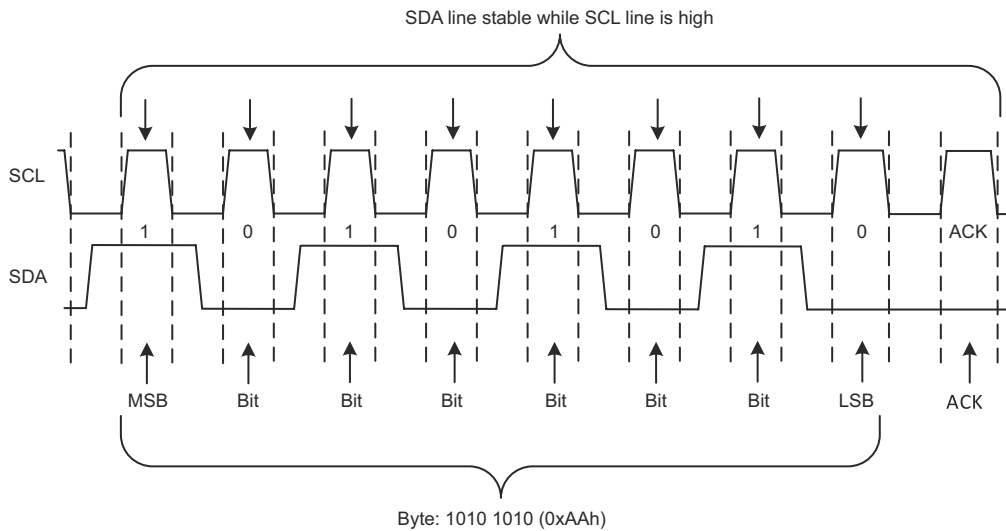 SDA line stable while SCL line is high
SCL
1 0 1 0 1 0 1 0 ACK
SDA
MSB Bit Bit Bit Bit Bit Bit LSB ACK
Byte: 1010 1010 (0xAAh)